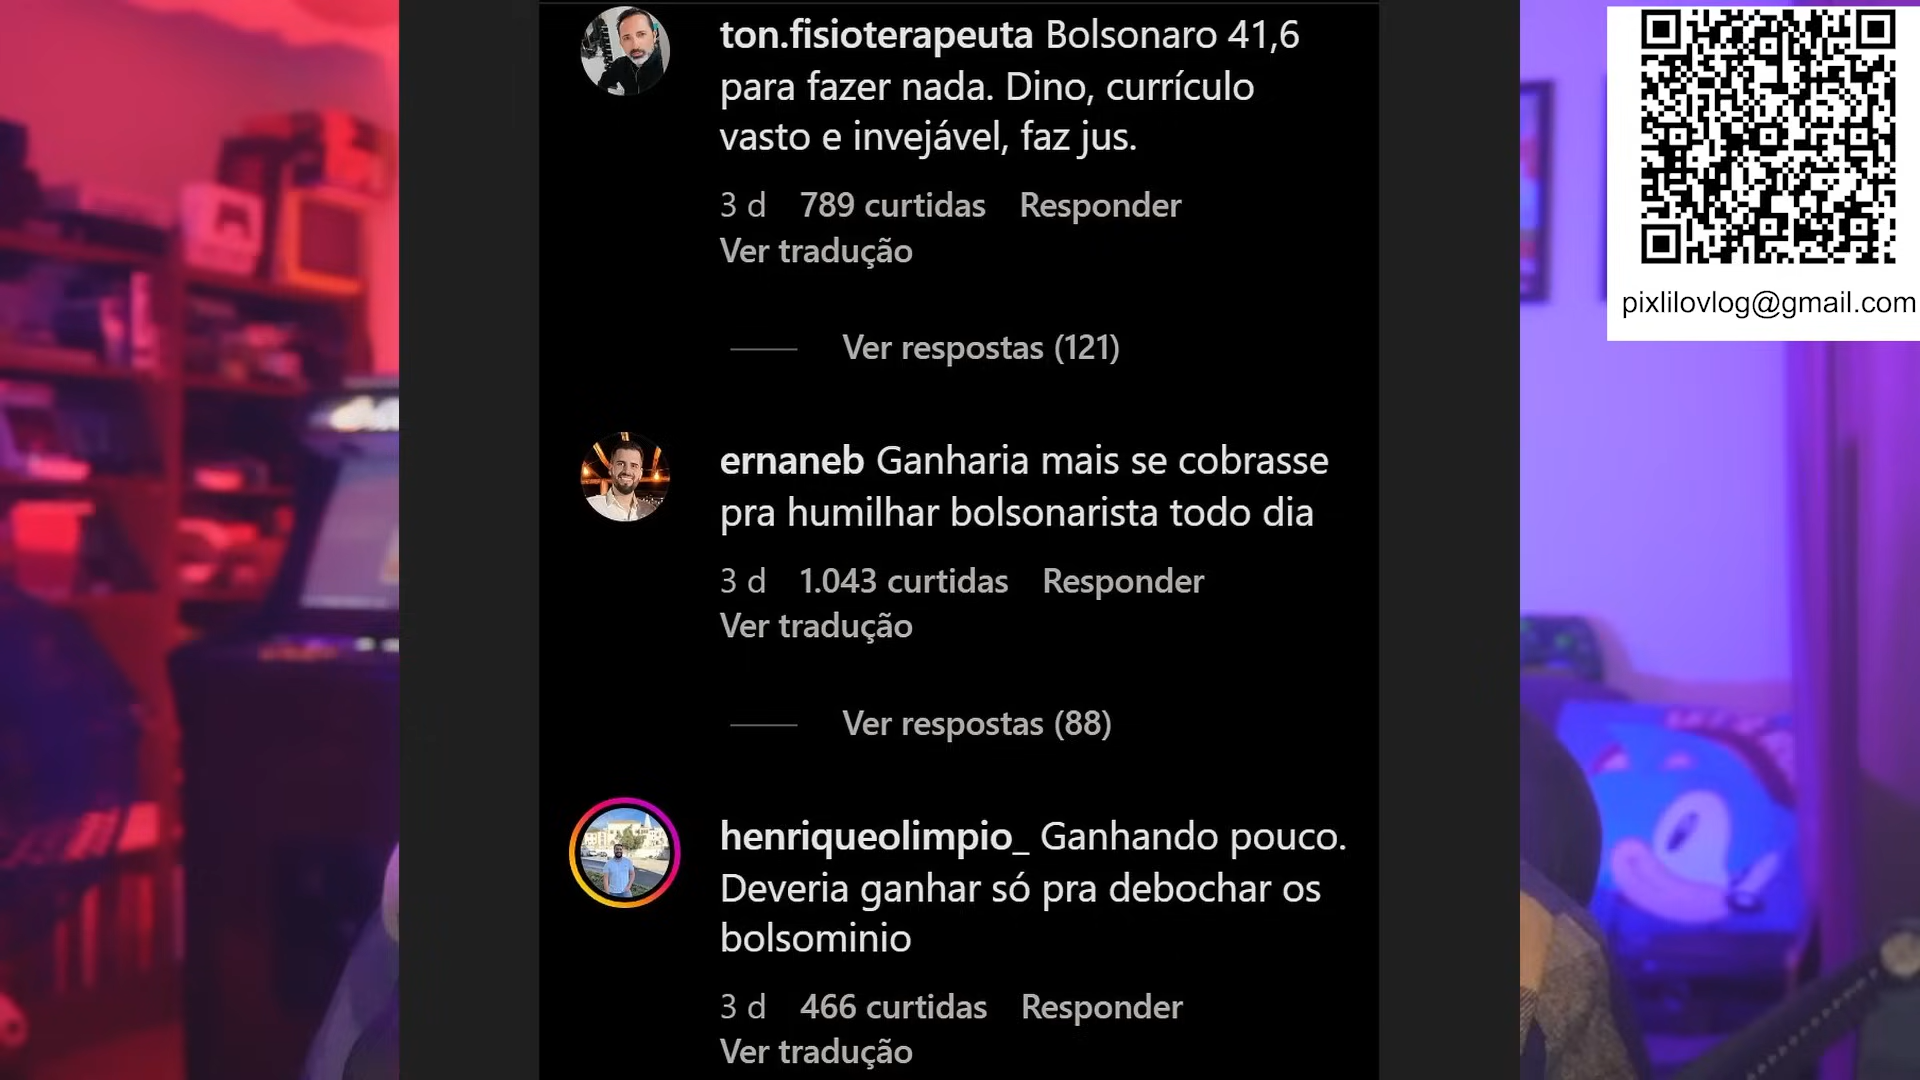 ton.fisioterapeuta Bolsonaro 41,6
para fazer nada. Dino, currículo
vasto e invejável, faz jus.
3 d 789 curtidas Responder
Ver tradução
Ver respostas (121)
ernaneb Ganharia mais se cobrasse
pra humilhar bolsonarista todo dia
3 d 1.043 curtidas Responder
Ver tradução
Ver respostas (88)
henriqueolimpio_ Ganhando pouco.
Deveria ganhar só pra debochar os
bolsominio
3 d 466 curtidas Responder
Ver tradução
pixlilovlog@gmail.com